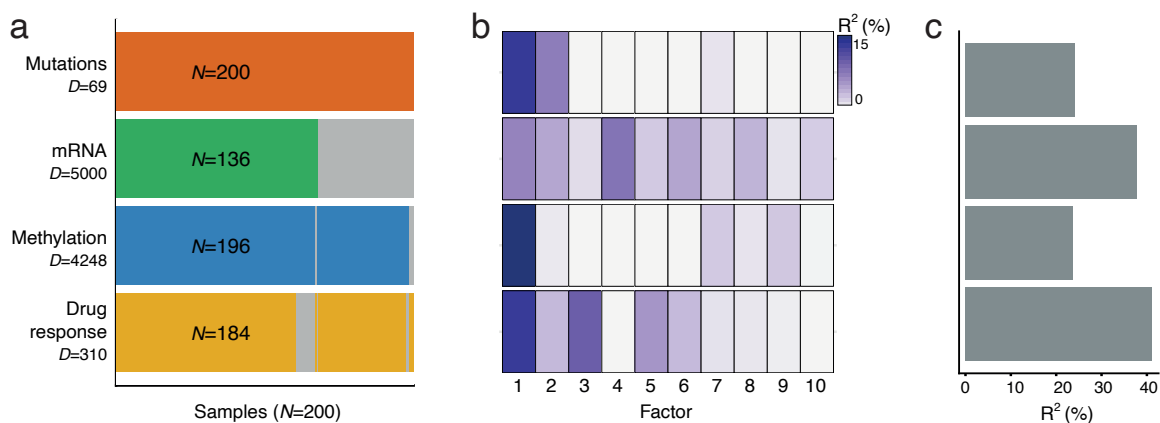 a
Mutations
D=69
N=200
mRNA
D=5000
N=136
Methylation
D=4248
N=196
Drug
response
D=310
N=184
Samples (N=200)
b
R² (%)
15
0
1 2 3 4 5 6 7 8 9 10
Factor
c
0 10 20 30 40
R² (%)